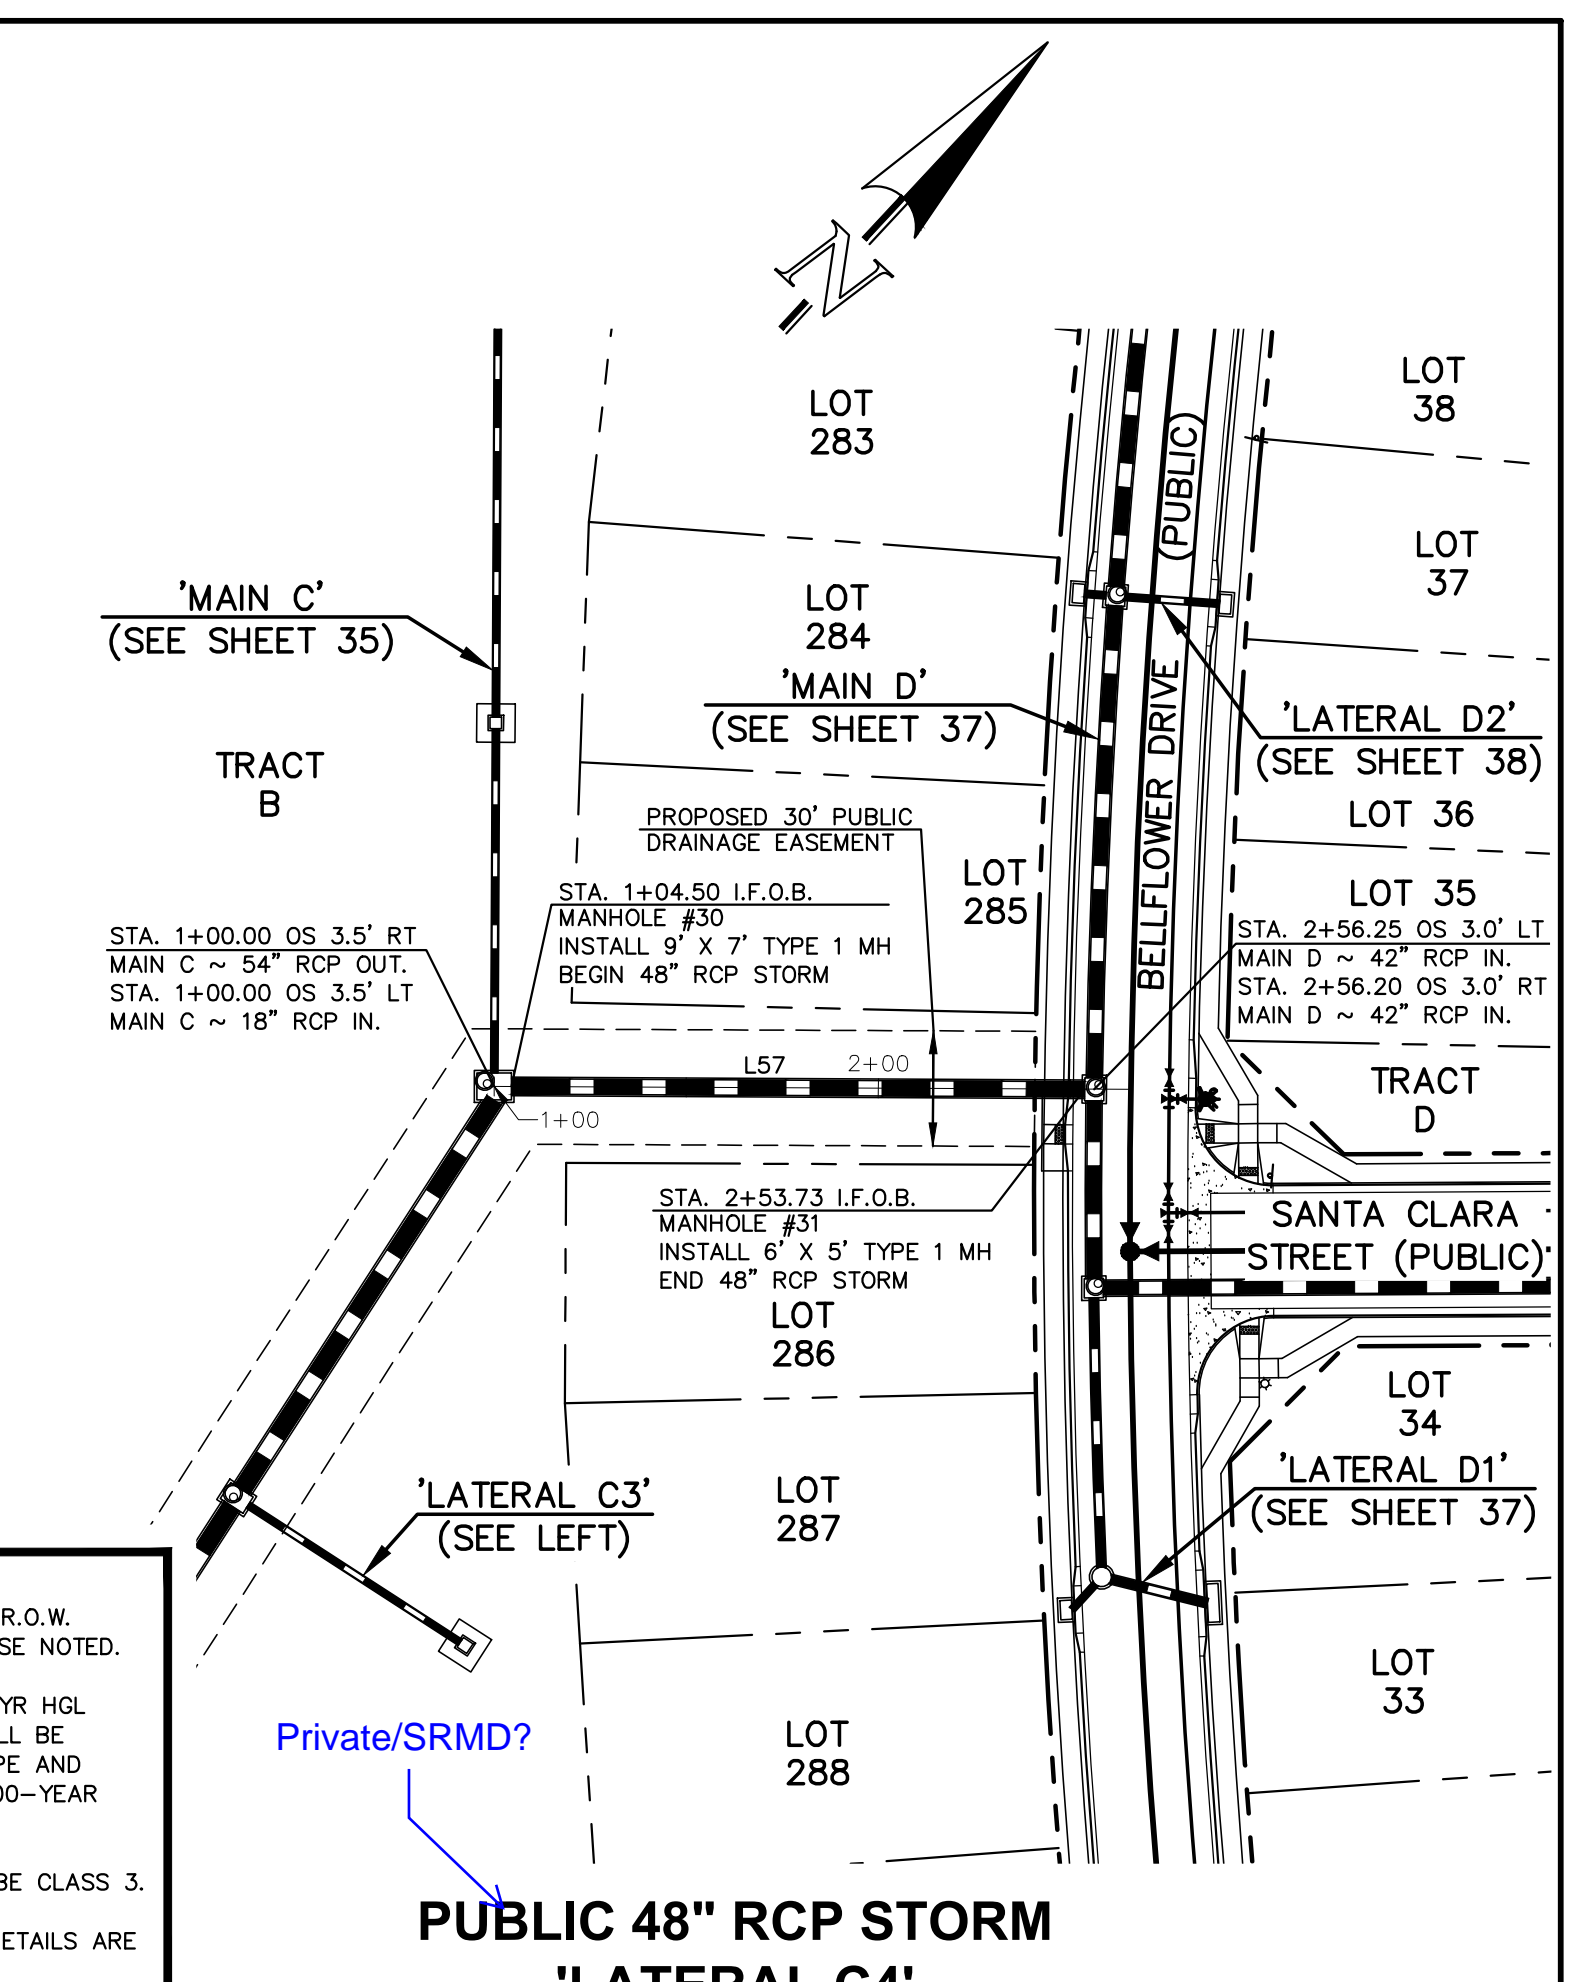 N
LOT
283
LOT
38
(PUBLIC)
LOT
37
'MAIN C'
(SEE SHEET 35)
LOT
284
'MAIN D'
(SEE SHEET 37)
BELLFLOWER DRIVE
'LATERAL D2'
(SEE SHEET 38)
TRACT
B
LOT 36
PROPOSED 30' PUBLIC
DRAINAGE EASEMENT
LOT
285
LOT 35
STA. 1+04.50 I.F.O.B.
MANHOLE #30
INSTALL 9' X 7' TYPE 1 MH
BEGIN 48" RCP STORM
STA. 1+00.00 OS 3.5' RT
MAIN C ~ 54" RCP OUT.
STA. 1+00.00 OS 3.5' LT
MAIN C ~ 18" RCP IN.
STA. 2+56.25 OS 3.0' LT
MAIN D ~ 42" RCP IN.
STA. 2+56.20 OS 3.0' RT
MAIN D ~ 42" RCP IN.
L57
2+00
1+00
TRACT
D
STA. 2+53.73 I.F.O.B.
MANHOLE #31
INSTALL 6' X 5' TYPE 1 MH
END 48" RCP STORM
SANTA CLARA
STREET (PUBLIC)
LOT
286
LOT
34
'LATERAL C3'
(SEE LEFT)
LOT
287
'LATERAL D1'
(SEE SHEET 37)
R.O.W.
SE NOTED.
YR HGL
LL BE
PE AND
00-YEAR
BE CLASS 3.
ETAILS ARE
LOT
33
Private/SRMD?
LOT
288
PUBLIC 48" RCP STORM
'LATERAL C4'